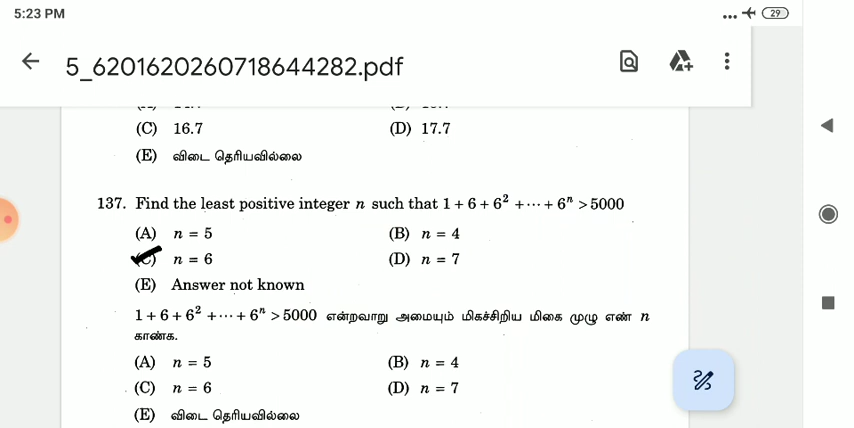 5:23 PM
29
5_6201620260718644282.pdf
(C) 16.7 (D) 17.7
(E) விடை தெரியவில்லை
137. Find the least positive integer n such that 1 + 6 + 6² + ⋯ + 6ⁿ > 5000
(A) n = 5 (B) n = 4
(C) n = 6 (D) n = 7
(E) Answer not known
1 + 6 + 6² + ⋯ + 6ⁿ > 5000 என்றவாறு அமையும் மிகச்சிறிய மிகை முழு எண் n
காண்க.
(A) n = 5 (B) n = 4
(C) n = 6 (D) n = 7
(E) விடை தெரியவில்லை